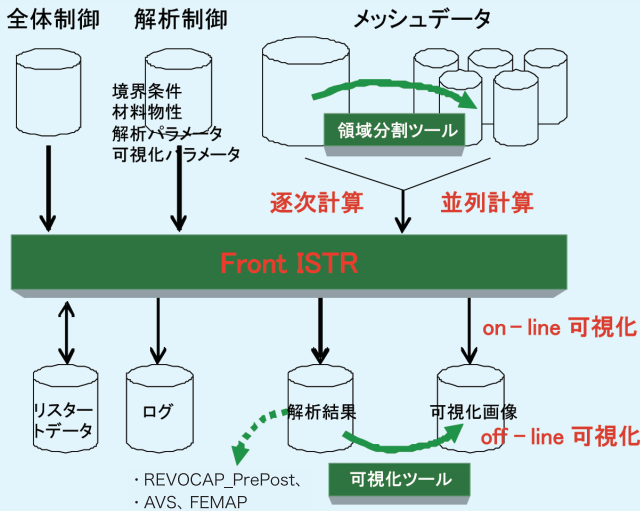 全体制御
解析制御
メッシュデータ
境界条件
材料物性
解析パラメータ
可視化パラメータ
領域分割ツール
逐次計算
並列計算
Front ISTR
on-line 可視化
リスター
トデータ
ログ
解析結果
可視化画像
off-line 可視化
・REVOCAP_PrePost、
・AVS、FEMAP
可視化ツール